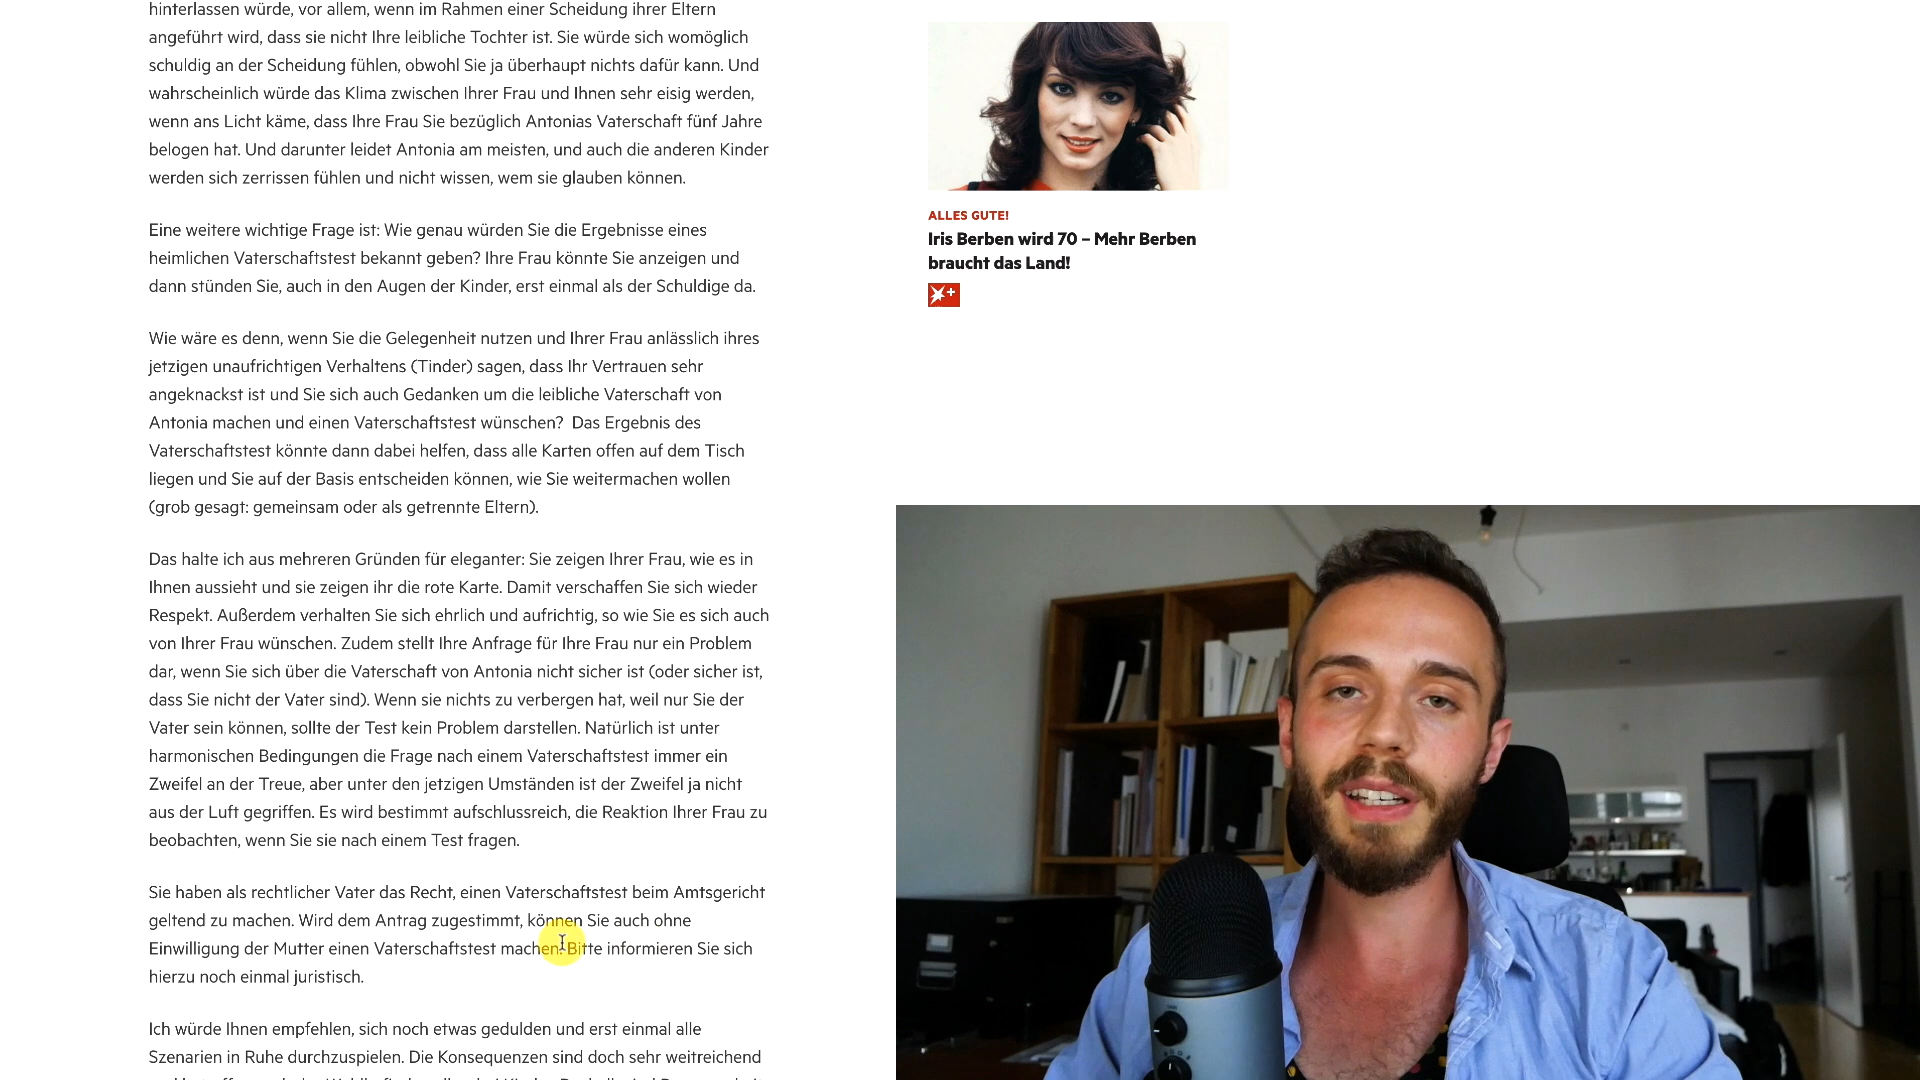 hinterlassen würde, vor allem, wenn im Rahmen einer Scheidung ihrer Eltern
angeführt wird, dass sie nicht Ihre leibliche Tochter ist. Sie würde sich womöglich
schuldig an der Scheidung fühlen, obwohl Sie ja überhaupt nichts dafür kann. Und
wahrscheinlich würde das Klima zwischen Ihrer Frau und Ihnen sehr eisig werden,
wenn ans Licht käme, dass Ihre Frau Sie bezüglich Antonias Vaterschaft fünf Jahre
belogen hat. Und darunter leidet Antonia am meisten, und auch die anderen Kinder
werden sich zerrissen fühlen und nicht wissen, wem sie glauben können.
Eine weitere wichtige Frage ist: Wie genau würden Sie die Ergebnisse eines
heimlichen Vaterschaftstest bekannt geben? Ihre Frau könnte Sie anzeigen und
dann stünden Sie, auch in den Augen der Kinder, erst einmal als der Schuldige da.
Wie wäre es denn, wenn Sie die Gelegenheit nutzen und Ihrer Frau anlässlich ihres
jetzigen unaufrichtigen Verhaltens (Tinder) sagen, dass Ihr Vertrauen sehr
angeknackst ist und Sie sich auch Gedanken um die leibliche Vaterschaft von
Antonia machen und einen Vaterschaftstest wünschen? Das Ergebnis des
Vaterschaftstest könnte dann dabei helfen, dass alle Karten offen auf dem Tisch
liegen und Sie auf der Basis entscheiden können, wie Sie weitermachen wollen
(grob gesagt: gemeinsam oder als getrennte Eltern).
Das halte ich aus mehreren Gründen für eleganter: Sie zeigen Ihrer Frau, wie es in
Ihnen aussieht und sie zeigen ihr die rote Karte. Damit verschaffen Sie sich wieder
Respekt. Außerdem verhalten Sie sich ehrlich und aufrichtig, so wie Sie es sich auch
von Ihrer Frau wünschen. Zudem stellt Ihre Anfrage für Ihre Frau nur ein Problem
dar, wenn Sie sich über die Vaterschaft von Antonia nicht sicher ist (oder sicher ist,
dass Sie nicht der Vater sind). Wenn sie nichts zu verbergen hat, weil nur Sie der
Vater sein können, sollte der Test kein Problem darstellen. Natürlich ist unter
harmonischen Bedingungen die Frage nach einem Vaterschaftstest immer ein
Zweifel an der Treue, aber unter den jetzigen Umständen ist der Zweifel ja nicht
aus der Luft gegriffen. Es wird bestimmt aufschlussreich, die Reaktion Ihrer Frau zu
beobachten, wenn Sie sie nach einem Test fragen.
Sie haben als rechtlicher Vater das Recht, einen Vaterschaftstest beim Amtsgericht
geltend zu machen. Wird dem Antrag zugestimmt, können Sie auch ohne
Einwilligung der Mutter einen Vaterschaftstest machen. Bitte informieren Sie sich
hierzu noch einmal juristisch.
Ich würde Ihnen empfehlen, sich noch etwas gedulden und erst einmal alle
Szenarien in Ruhe durchzuspielen. Die Konsequenzen sind doch sehr weitreichend
ALLES GUTE!
Iris Berben wird 70 – Mehr Berben
braucht das Land!